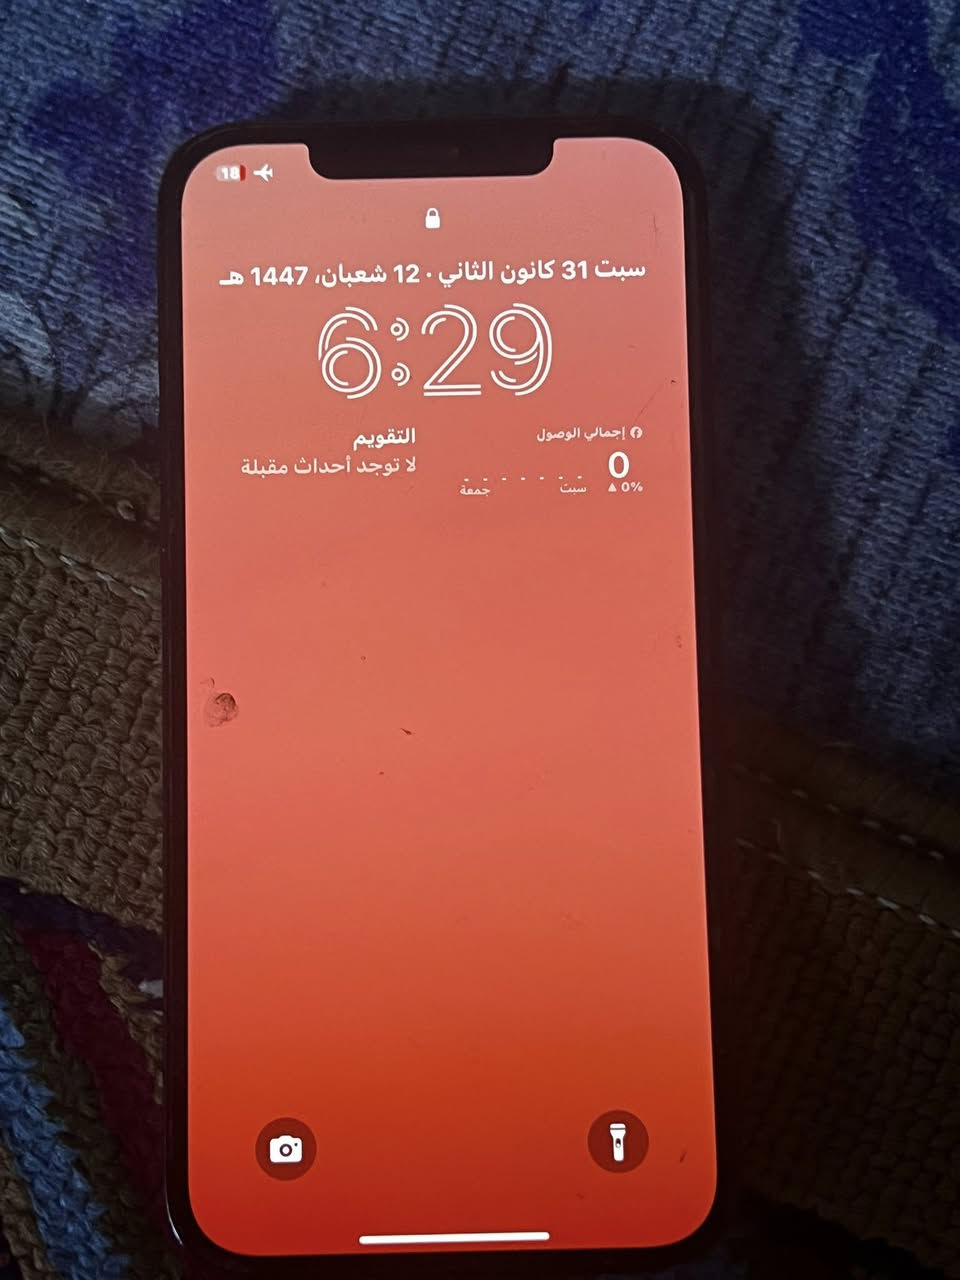 18
سبت 31 كانون الثاني · 12 شعبان، 1447 هـ
6:29
إجمالي الوصول
0
0%
سبت
جمعة
التقويم
لا توجد أحداث مقبلة